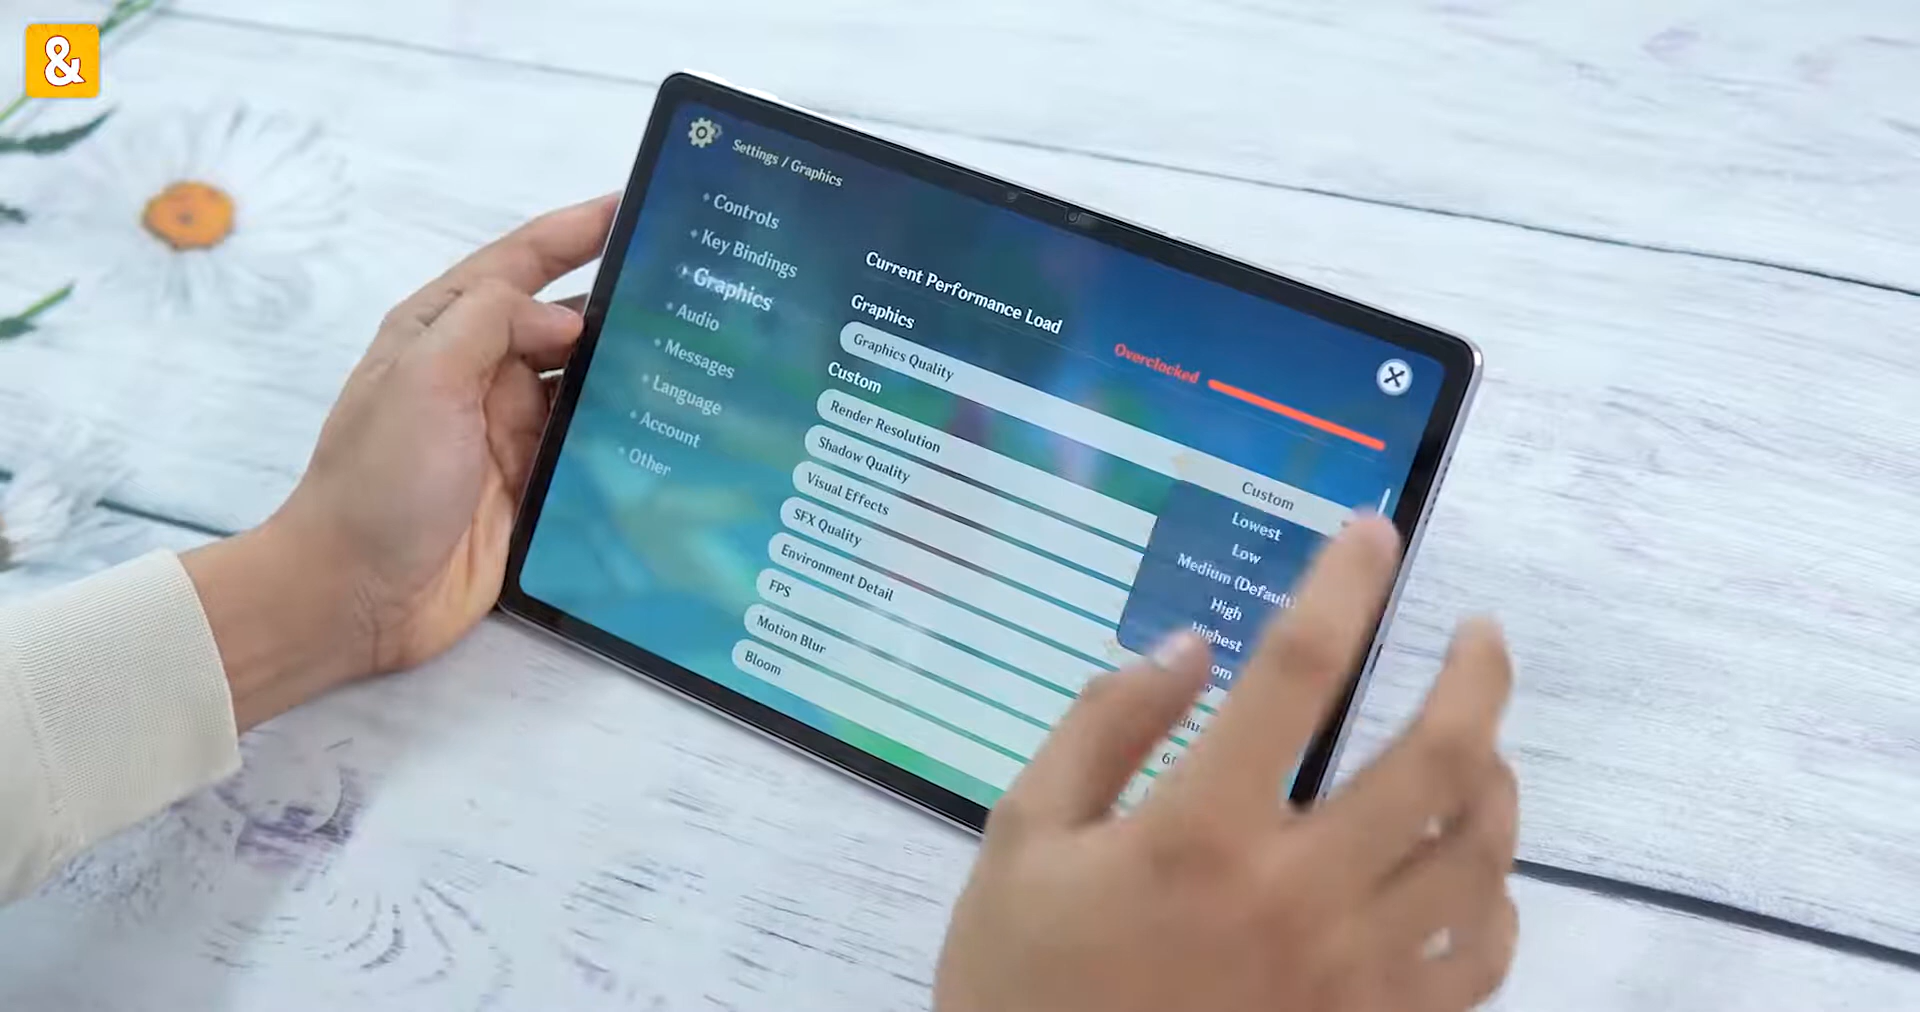 &
Settings / Graphics
Controls
Key Bindings
Graphics
Audio
Messages
Language
Account
Other
Current Performance Load
Overclocked
Graphics
Graphics Quality
Custom
Lowest
Low
Medium (Default)
High
Highest
Custom
Render Resolution
Shadow Quality
Visual Effects
SFX Quality
Environment Detail
FPS
Motion Blur
Bloom